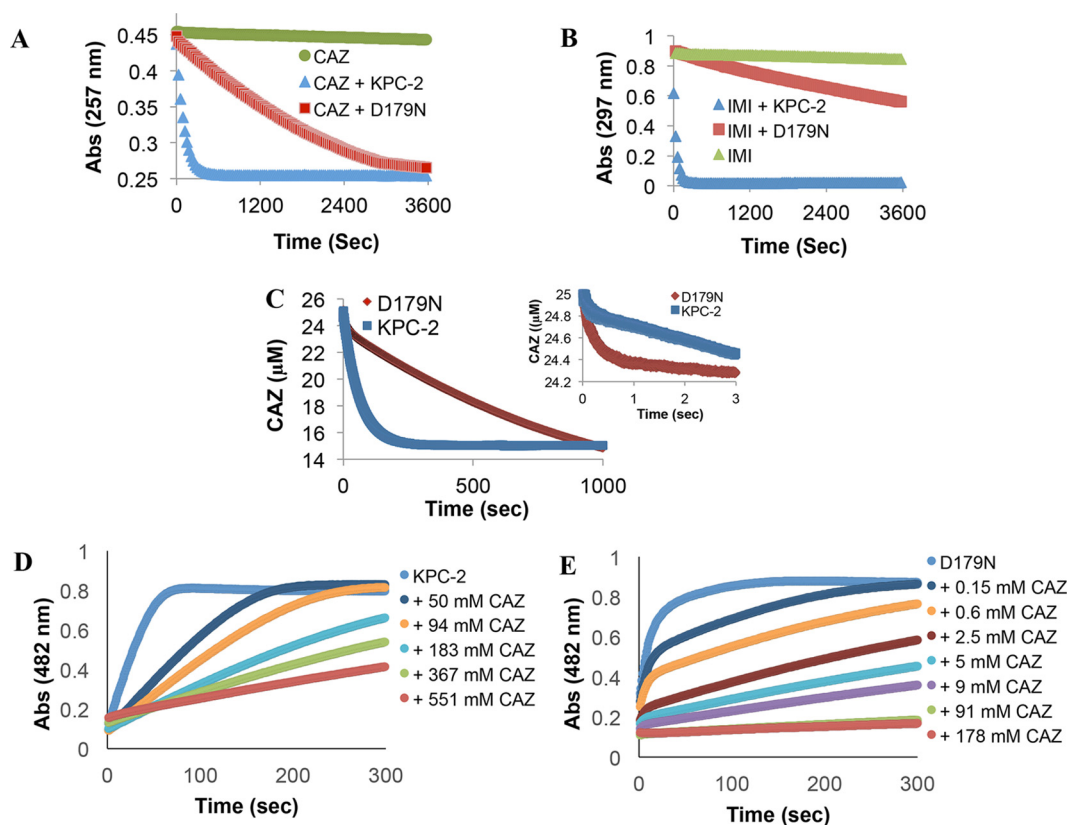 A
Abs (257 nm)
0.45
0.4
0.35
0.3
0.25
CAZ
CAZ + KPC-2
CAZ + D179N
0 1200 2400 3600
Time (Sec)
B
Abs (297 nm)
1
0.8
0.6
0.4
0.2
0
IMI + KPC-2
IMI + D179N
IMI
0 1200 2400 3600
Time (Sec)
C
CAZ (μM)
26
24
22
20
18
16
14
D179N
KPC-2
0 500 1000
Time (sec)
CAZ ((μM)
25
24.8
24.6
24.4
24.2
D179N
KPC-2
0 1 2 3
Time (sec)
D
Abs (482 nm)
1
0.8
0.6
0.4
0.2
0
KPC-2
+ 50 mM CAZ
+ 94 mM CAZ
+ 183 mM CAZ
+ 367 mM CAZ
+ 551 mM CAZ
0 100 200 300
Time (sec)
E
Abs (482 nm)
1
0.8
0.6
0.4
0.2
0
D179N
+ 0.15 mM CAZ
+ 0.6 mM CAZ
+ 2.5 mM CAZ
+ 5 mM CAZ
+ 9 mM CAZ
+ 91 mM CAZ
+ 178 mM CAZ
0 100 200 300
Time (sec)